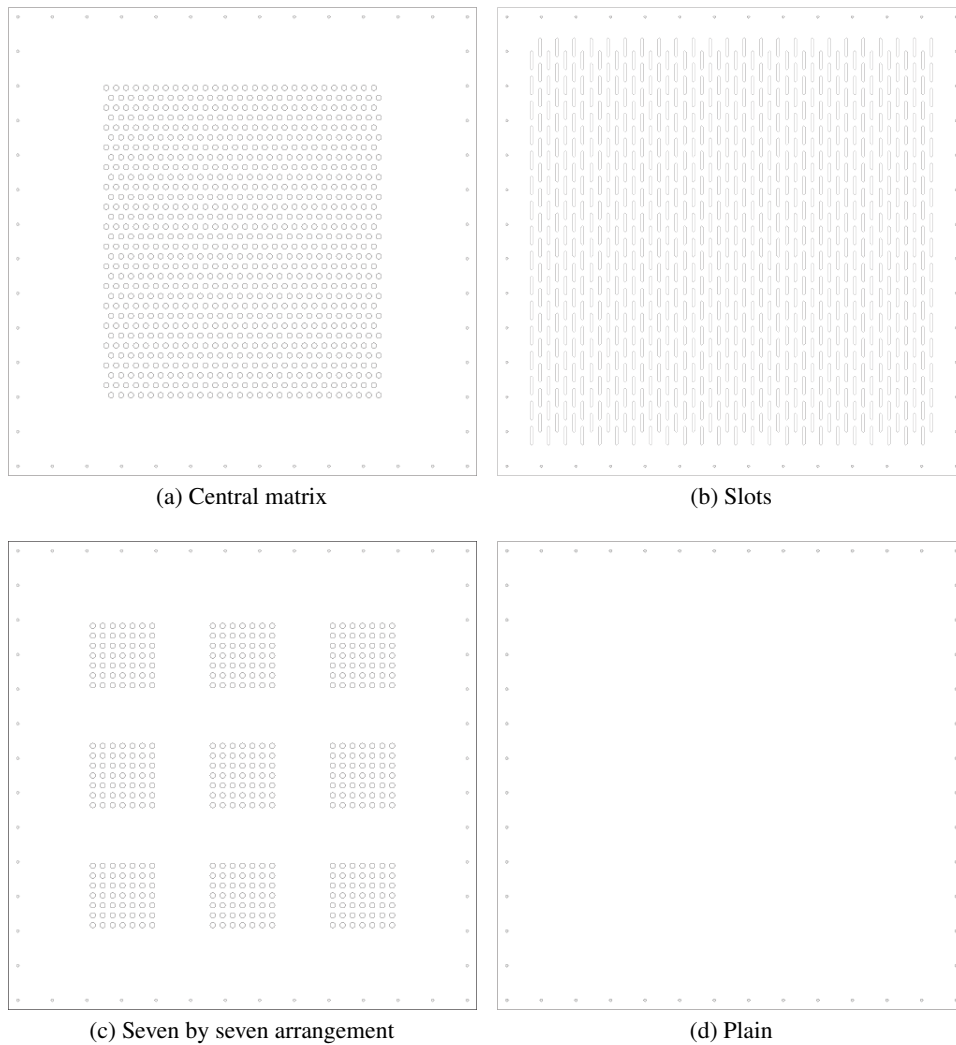 (a) Central matrix
(b) Slots
(c) Seven by seven arrangement
(d) Plain